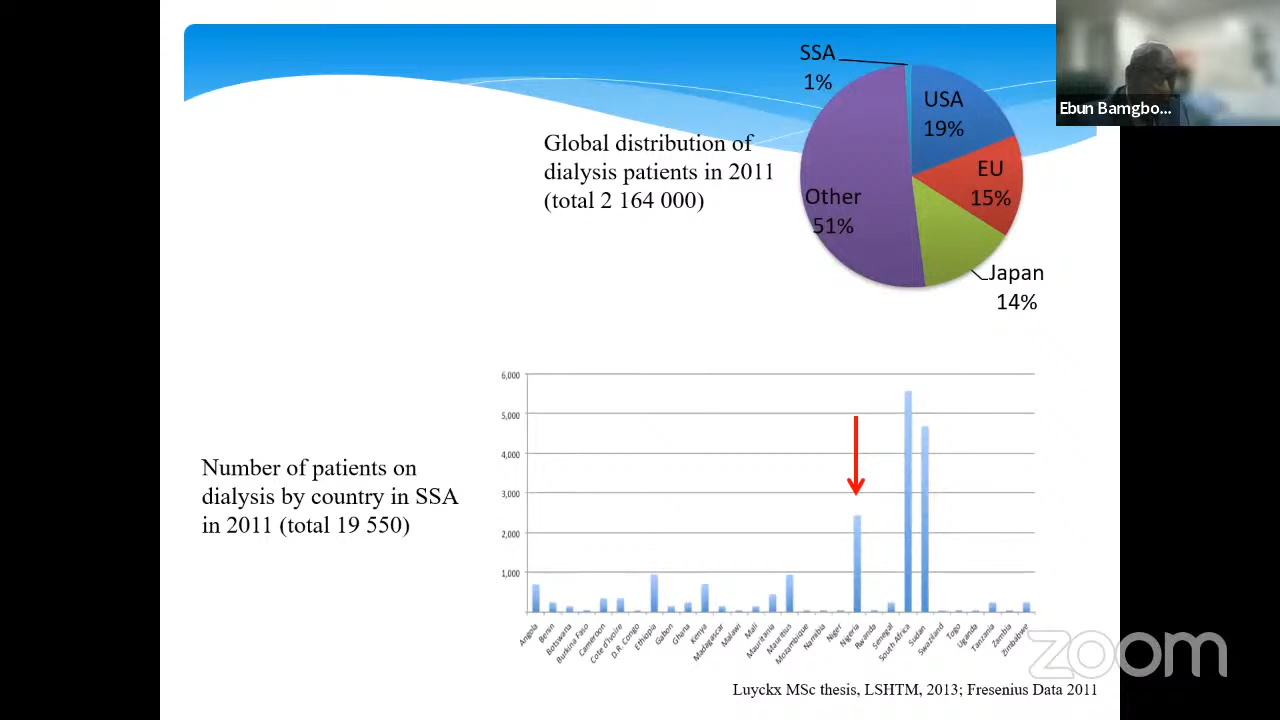 SSA
1%
USA
19%
EU
15%
Japan
14%
Other
51%
Global distribution of
dialysis patients in 2011
(total 2 164 000)
Ebun Bamgbo...
Number of patients on
dialysis by country in SSA
in 2011 (total 19 550)
6,000
5,000
4,000
3,000
2,000
1,000
Angola
Benin
Botswana
Burkina Faso
Cameroon
Cote d'Ivoire
D.R. Congo
Ethiopia
Gabon
Ghana
Kenya
Madagascar
Malawi
Mali
Mauritania
Mauritius
Mozambique
Namibia
Niger
Nigeria
Rwanda
Senegal
South Africa
Sudan
Swaziland
Togo
Uganda
Tanzania
Zambia
Zimbabwe
zoom
Luyckx MSc thesis, LSHTM, 2013; Fresenius Data 2011